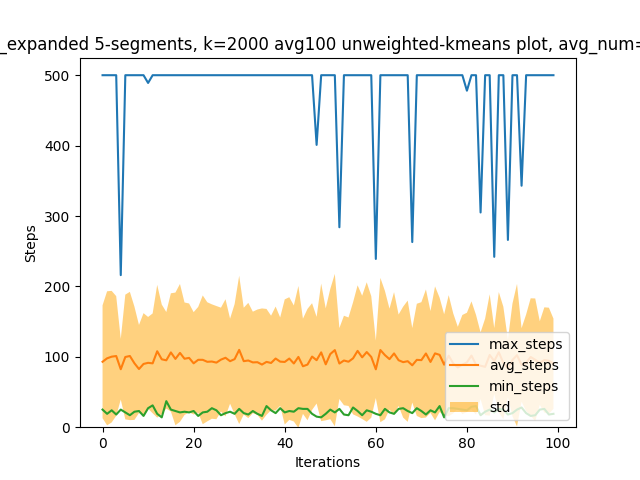 _expanded 5-segments, k=2000 avg100 unweighted-kmeans plot, avg_num=
Steps
500
400
300
200
100
0
max_steps
avg_steps
min_steps
std
0 20 40 60 80 100
Iterations